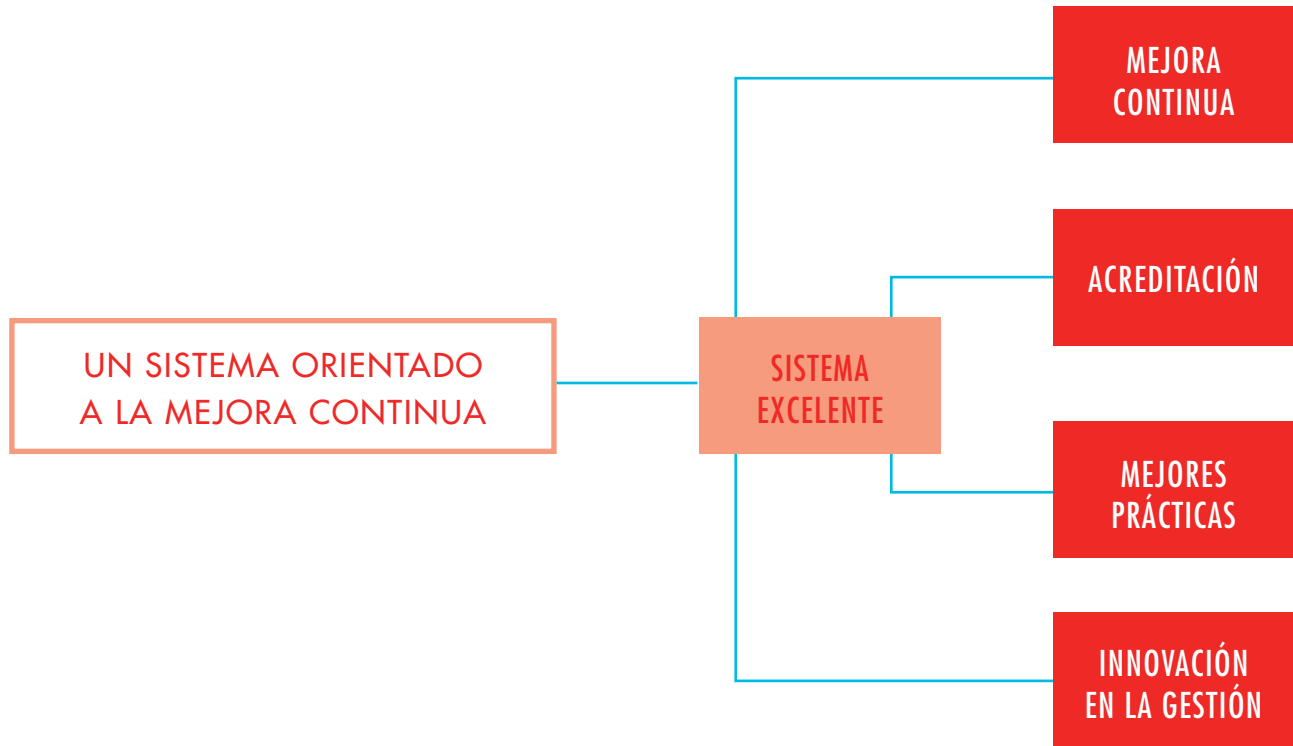 UN SISTEMA ORIENTADO
A LA MEJORA CONTINUA
SISTEMA
EXCELENTE
MEJORA
CONTINUA
ACREDITACIÓN
MEJORES
PRÁCTICAS
INNOVACIÓN
EN LA GESTIÓN